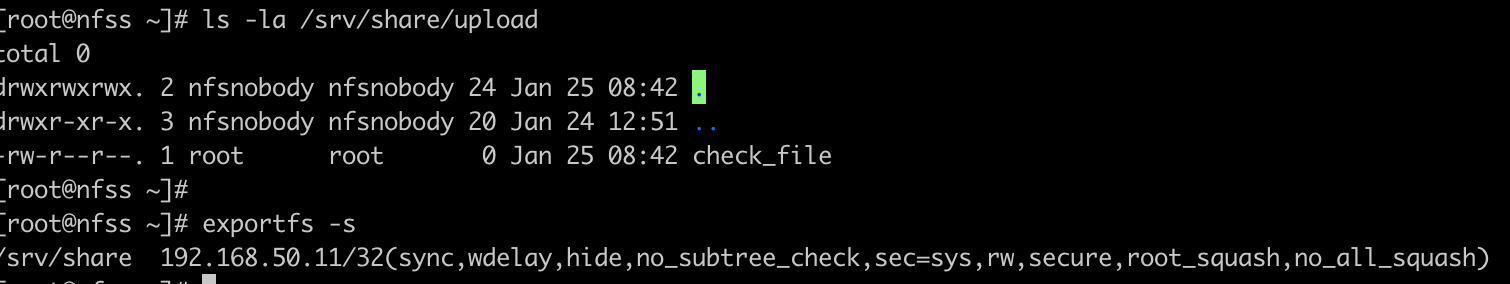 [root@nfss ~]# ls -la /srv/share/upload
total 0
drwxrwxrwx. 2 nfsnobody nfsnobody 24 Jan 25 08:42 .
drwxr-xr-x. 3 nfsnobody nfsnobody 20 Jan 24 12:51 ..
-rw-r--r--. 1 root      root       0 Jan 25 08:42 check_file
[root@nfss ~]#
[root@nfss ~]# exportfs -s
/srv/share  192.168.50.11/32(sync,wdelay,hide,no_subtree_check,sec=sys,rw,secure,root_squash,no_all_squash)